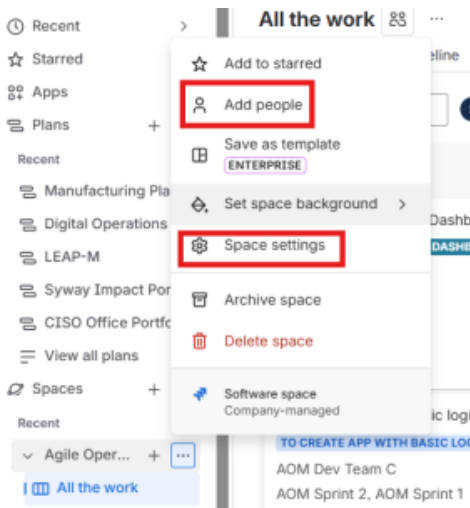 Recent
Starred
Apps
Plans
Recent
Manufacturing Pla
Digital Operations
LEAP-M
Syway Impact Por
CISO Office Portfo
View all plans
Spaces
Recent
Agile Oper...
All the work
All the work
eline
Add to starred
Add people
Save as template
ENTERPRISE
Set space background
Space settings
Archive space
Delete space
Software space
Company-managed
Dashb
DASHB
ic logi
TO CREATE APP WITH BASIC LOG
AOM Dev Team C
AOM Sprint 2, AOM Sprint 1